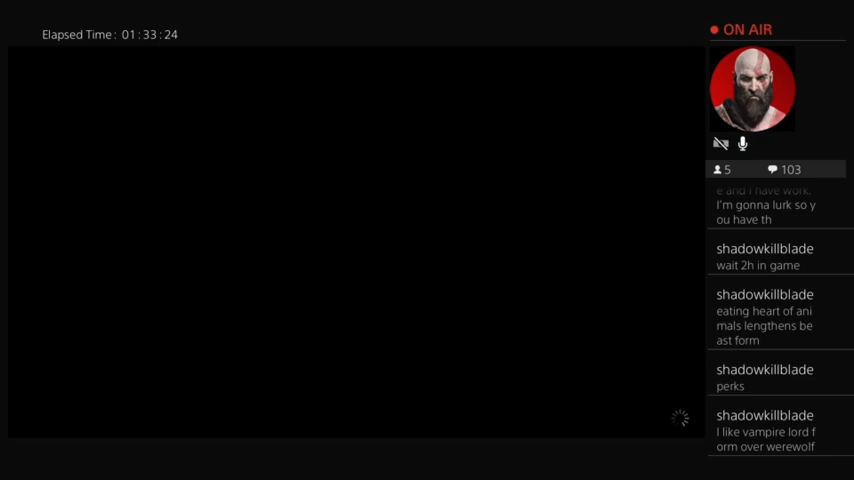 Elapsed Time: 01:33:24
ON AIR
5 103
e and I have work.
I'm gonna lurk so y
ou have th
shadowkillblade
wait 2h in game
shadowkillblade
eating heart of ani
mals lengthens be
ast form
shadowkillblade
perks
shadowkillblade
I like vampire lord f
orm over werewolf